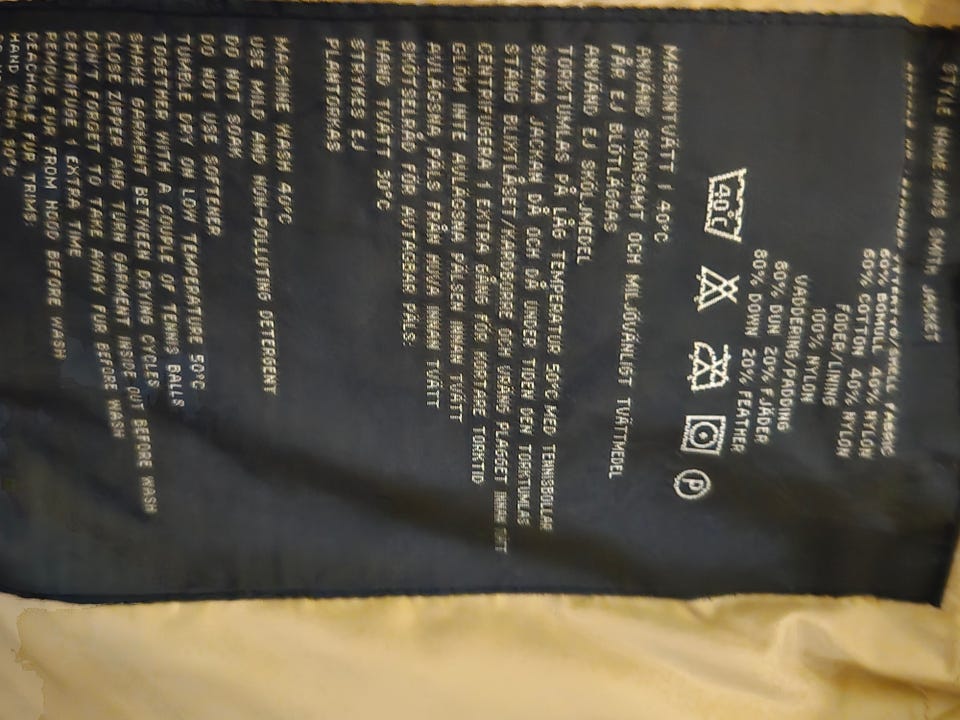 STYLE NAME MISS SMITH JACKET
60% BOMULL 40% NYLON
60% COTTON 40% NYLON
FODER/LINING
100% NYLON
VADDERING/PADDING
80% DUN 20% FJÄDER
80% DOWN 20% FEATHER
40°C
P
MASKINTVÄTT I 40°C
ANVÄND SKONSAMT OCH MILJÖVÄNLIGT TVÄTTMEDEL
FÅR EJ BLÖTLÄGGAS
ANVÄND EJ SKÖLJMEDEL
TORKTUMLAS PÅ LÅG TEMPERATUR 50°C MED TENNISBOLLAR
SKAKA JACKAN DÅ OCH DÅ UNDER TIDEN DEN TORKTUMLAS
STÄNG BLIXTLÅSET/KARDBORRE OCH VRÄNG PLAGGET INNAN TVÄTT
CENTRIFUGERA 1 EXTRA GÅNG FÖR KORTARE TORKTID
GLÖM INTE AVLÄGSNA PÄLSEN INNAN TVÄTT
AVLÄGSNA PÄLS FRÅN HUVA INNAN TVÄTT
SKÖTSELRÅD FÖR AVTAGBAR PÄLS:
HAND TVÄTT 30°C
STRYKES EJ
PLANTORKAS
MACHINE WASH 40°C
USE MILD AND NON-POLLUTING DETERGENT
DO NOT SOAK
DO NOT USE SOFTENER
TUMBLE DRY ON LOW TEMPERATURE 50°C
TOGETHER WITH A COUPLE OF TENNIS BALLS
SHAKE GARMENT BETWEEN DRYING CYCLES
CLOSE ZIPPER AND TURN GARMENT INSIDE-OUT BEFORE WASH
DON'T FORGET TO TAKE AWAY FUR BEFORE WASH
CENTRIFUGE 1 EXTRA TIME
REMOVE FUR FROM HOOD BEFORE WASH
DEACHABLE FUR TRIMS:
HAND WASH 30°C